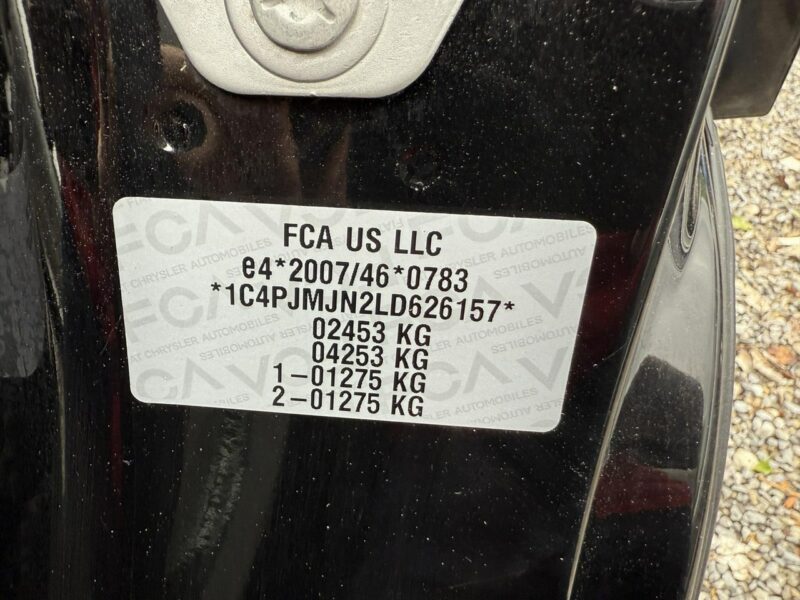 FCA US LLC
e4*2007/46*0783
*1C4PJMJN2LD626157*
02453 KG
04253 KG
1-01275 KG
2-01275 KG